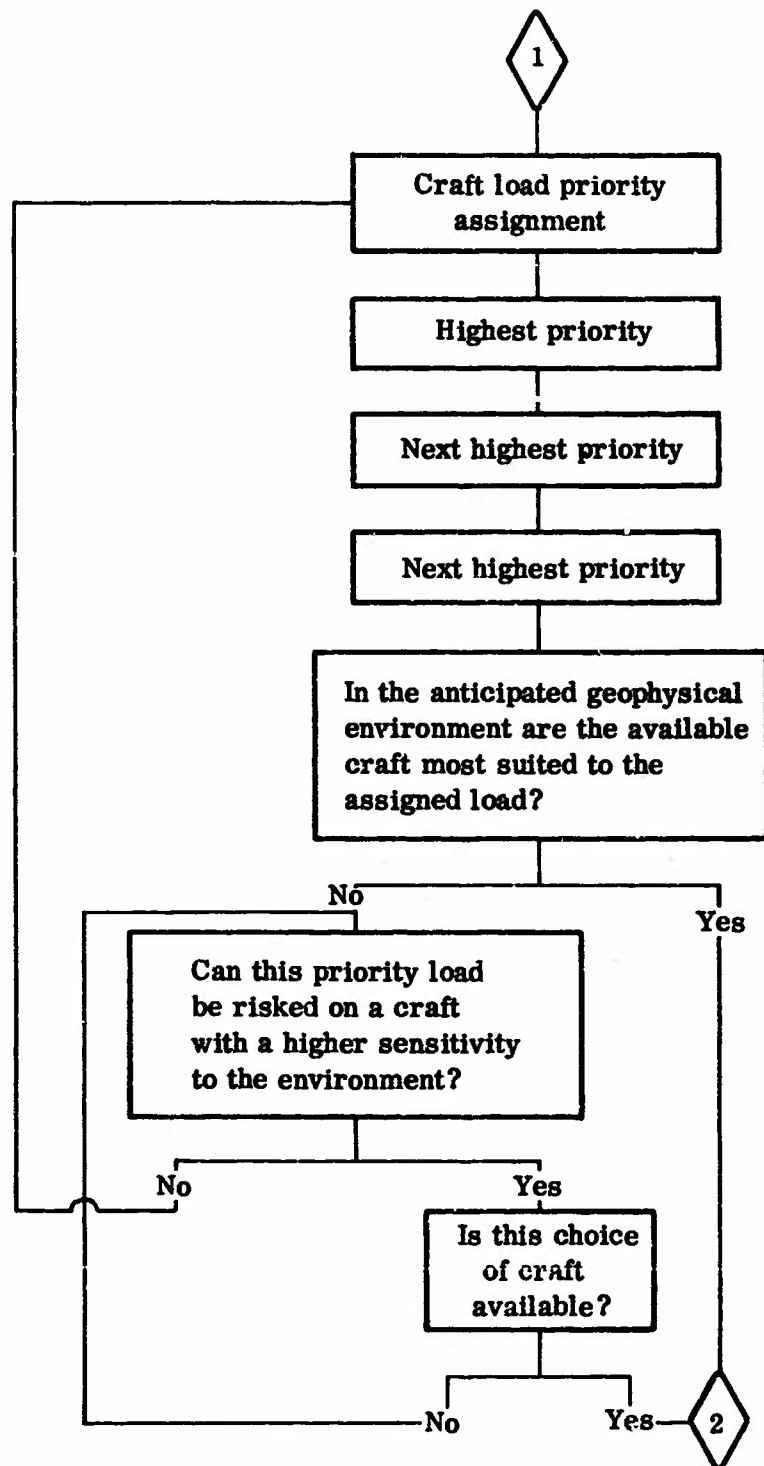 1
Craft load priority
assignment
Highest priority
Next highest priority
Next highest priority
In the anticipated geophysical
environment are the available
craft most suited to the
assigned load?
No
Yes
Can this priority load
be risked on a craft
with a higher sensitivity
to the environment?
No
Yes
Is this choice
of craft
available?
No
Yes
2